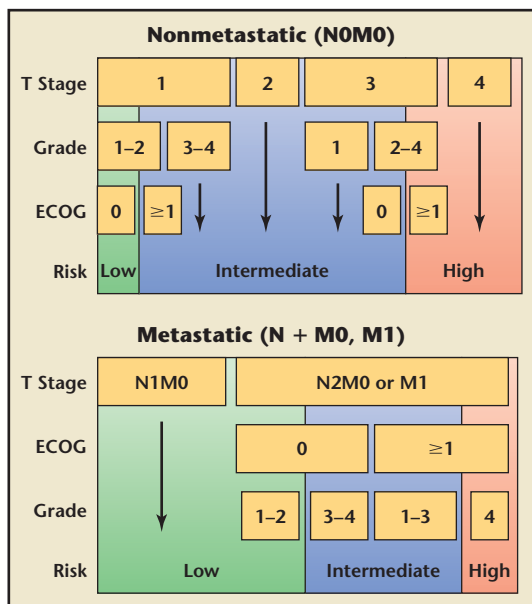 Nonmetastatic (N0M0)
T Stage 1 2 3 4
Grade 1–2 3–4 1 2–4
ECOG 0 ≥1 0 ≥1
Risk Low Intermediate High
Metastatic (N + M0, M1)
T Stage N1M0 N2M0 or M1
ECOG 0 ≥1
Grade 1–2 3–4 1–3 4
Risk Low Intermediate High